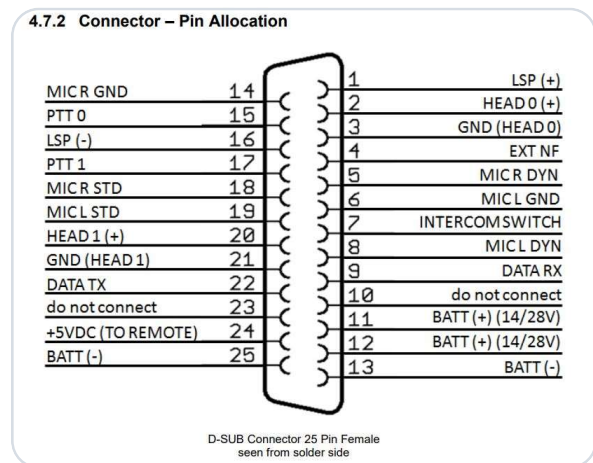 4.7.2 Connector – Pin Allocation
MIC R GND 14
PTT 0 15
LSP (-) 16
PTT 1 17
MIC R STD 18
MIC L STD 19
HEAD 1 (+) 20
GND (HEAD 1) 21
DATA TX 22
do not connect 23
+5VDC (TO REMOTE) 24
BATT (-) 25
1 LSP (+)
2 HEAD 0 (+)
3 GND (HEAD 0)
4 EXT NF
5 MIC R DYN
6 MIC L GND
7 INTERCOM SWITCH
8 MIC L DYN
9 DATA RX
10 do not connect
11 BATT (+) (14/28V)
12 BATT (+) (14/28V)
13 BATT (-)
D-SUB Connector 25 Pin Female
seen from solder side